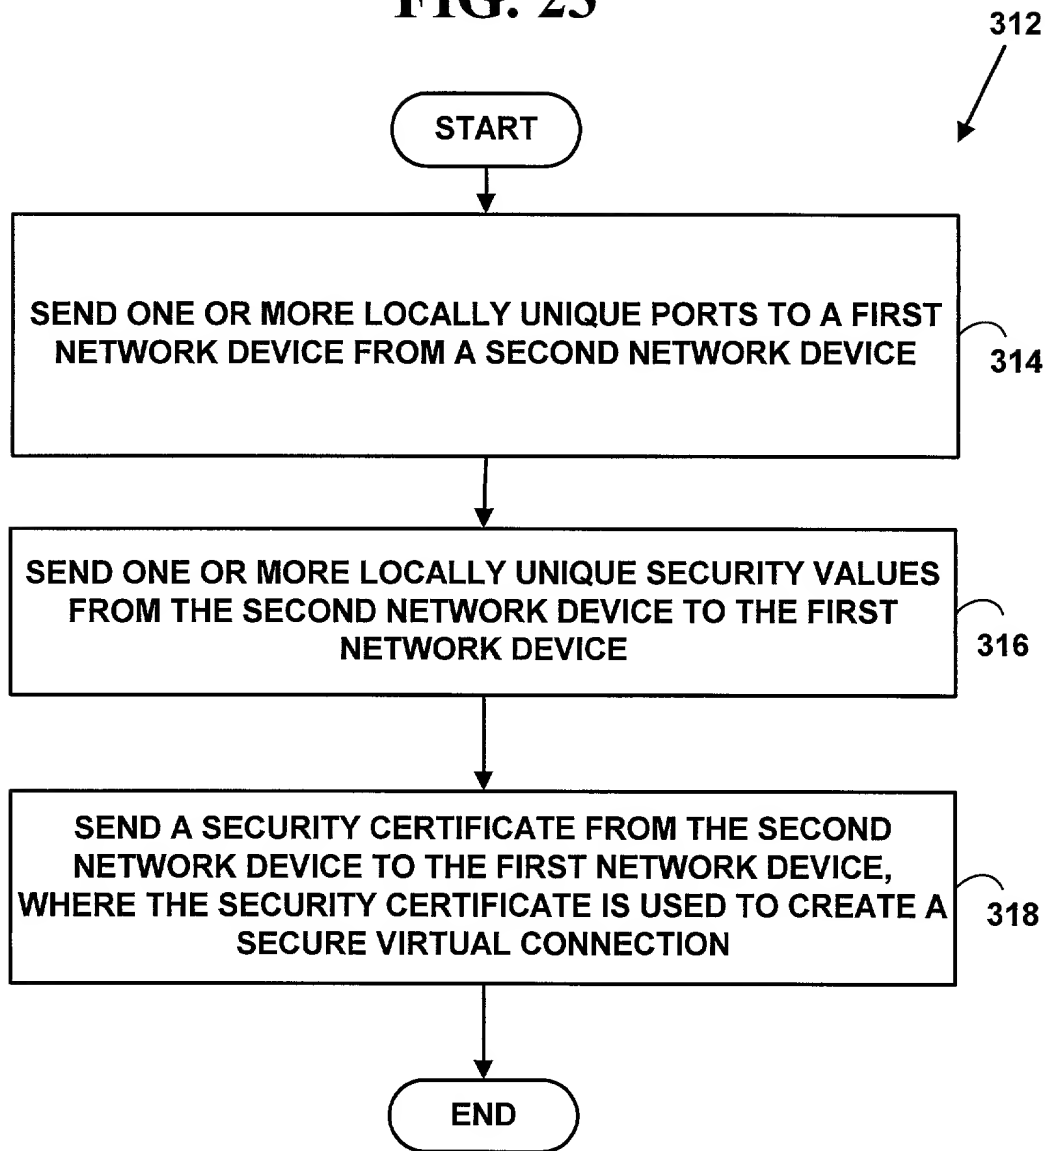 FIG. 23
312
START
SEND ONE OR MORE LOCALLY UNIQUE PORTS TO A FIRST
NETWORK DEVICE FROM A SECOND NETWORK DEVICE
314
SEND ONE OR MORE LOCALLY UNIQUE SECURITY VALUES
FROM THE SECOND NETWORK DEVICE TO THE FIRST
NETWORK DEVICE
316
SEND A SECURITY CERTIFICATE FROM THE SECOND
NETWORK DEVICE TO THE FIRST NETWORK DEVICE,
WHERE THE SECURITY CERTIFICATE IS USED TO CREATE A
SECURE VIRTUAL CONNECTION
318
END